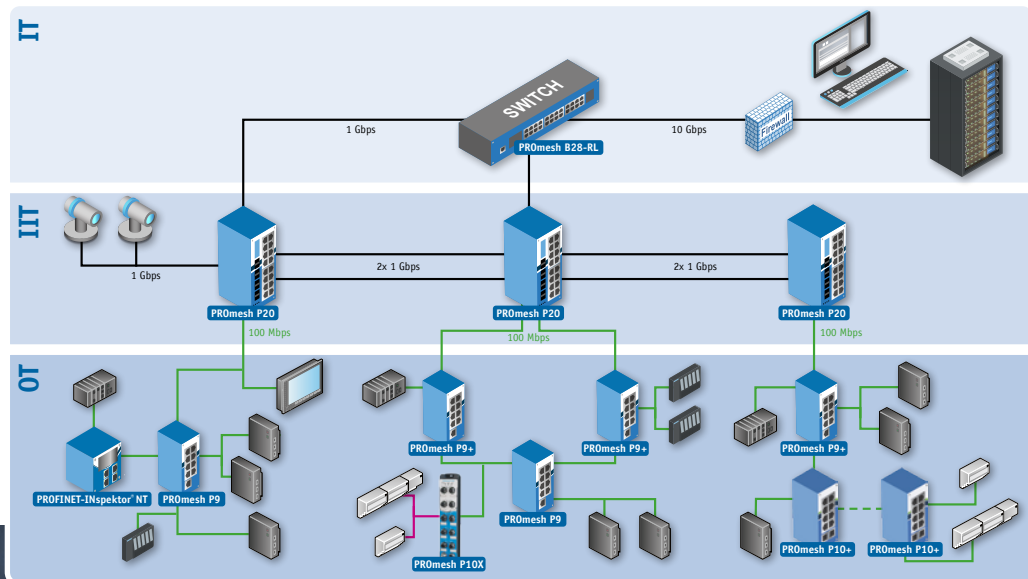 IT
SWITCH
1 Gbps
10 Gbps
Firewall
PROmesh B28-RL
IIT
1 Gbps
2x 1 Gbps
2x 1 Gbps
PROmesh P20
PROmesh P20
PROmesh P20
100 Mbps
100 Mbps
100 Mbps
OT
PROmesh P9+
PROmesh P9+
PROmesh P9+
PROFINET-INspektor® NT
PROmesh P9
PROmesh P9
PROmesh P10X
PROmesh P10+
PROmesh P10+